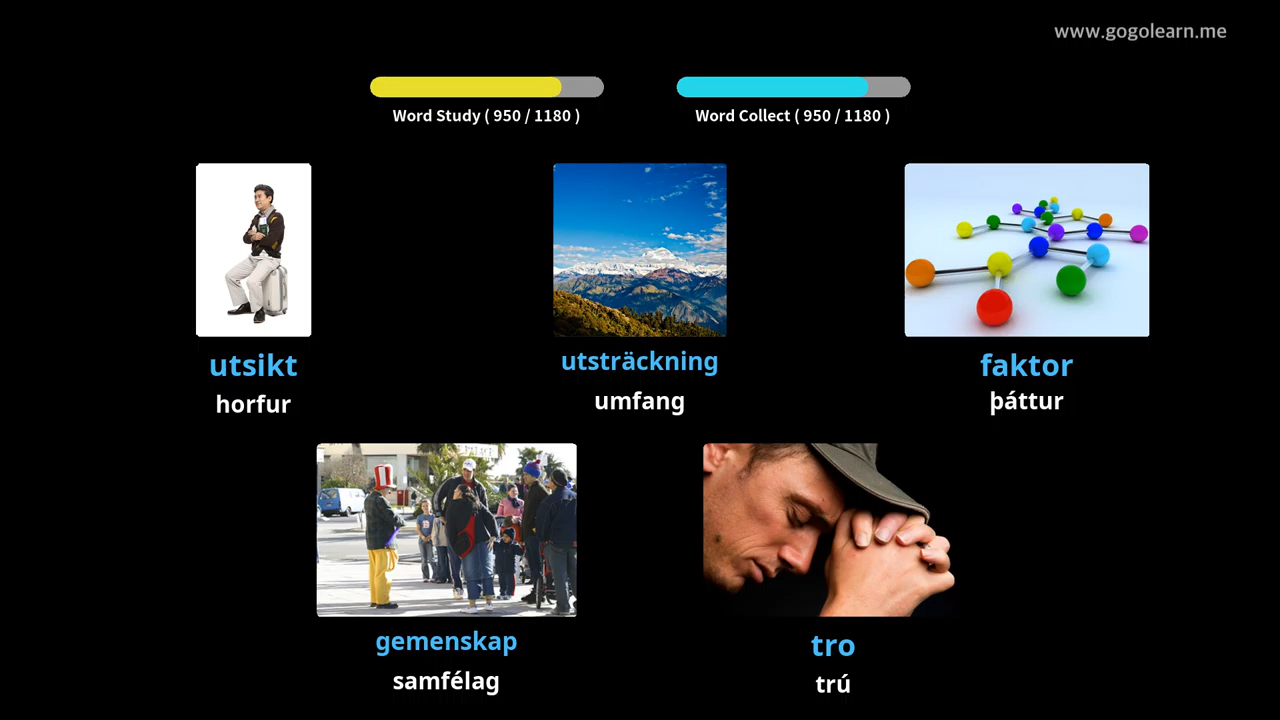 www.gogolearn.me
Word Study ( 950 / 1180 )
Word Collect ( 950 / 1180 )
utsikt
horfur
utsträckning
umfang
faktor
þáttur
gemenskap
samfélag
tro
trú